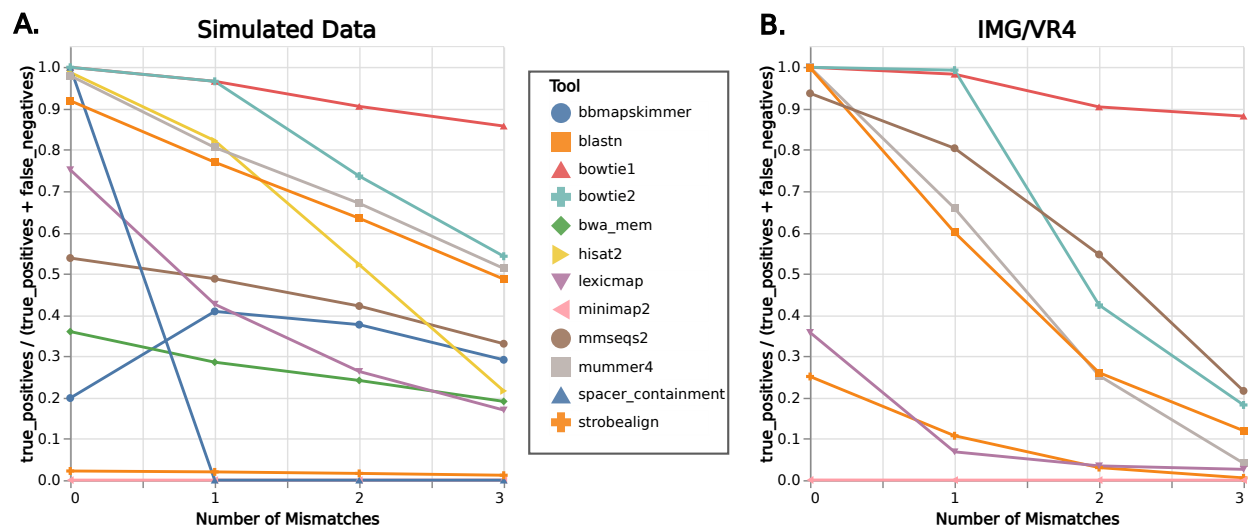 A.
Simulated Data
true_positives / (true_positives + false_negatives)
1.0
0.9
0.8
0.7
0.6
0.5
0.4
0.3
0.2
0.1
0.0
0 1 2 3
Number of Mismatches
Tool
bbmapskimmer
blastn
bowtie1
bowtie2
bwa_mem
hisat2
lexicmap
minimap2
mmseqs2
mummer4
spacer_containment
strobealign
B.
IMG/VR4
true_positives / (true_positives + false_negatives)
1.0
0.9
0.8
0.7
0.6
0.5
0.4
0.3
0.2
0.1
0.0
0 1 2 3
Number of Mismatches